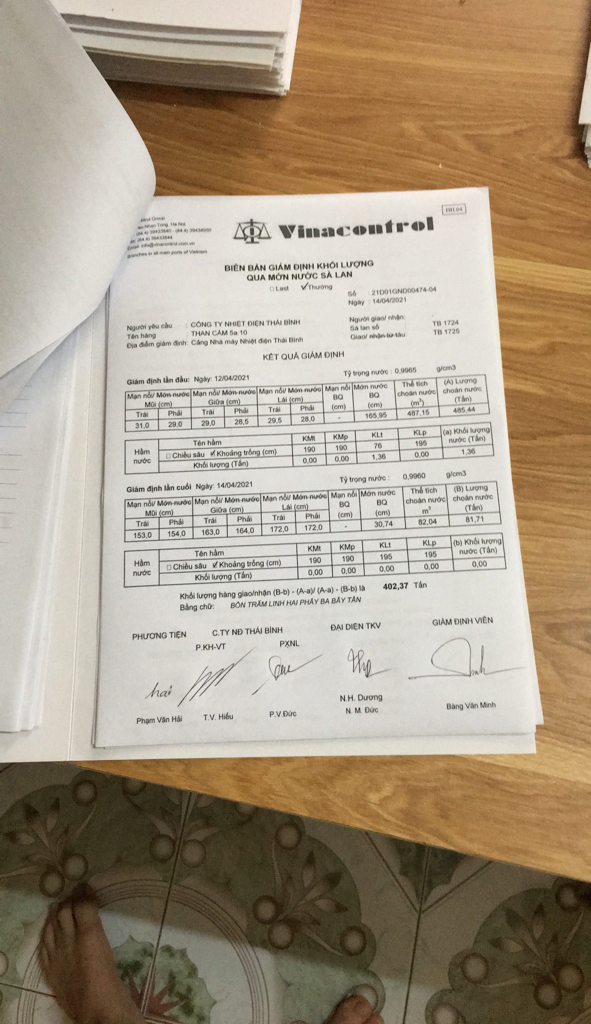 HD.04
Vinacontrol
Branches in all main ports of Vietnam
BIÊN BẢN GIÁM ĐỊNH KHỐI LƯỢNG
QUA MỚN NƯỚC SÀ LAN
Last Thường
Số : 21D01GND00474-04
Ngày : 14/04/2021
Người yêu cầu : CÔNG TY NHIỆT ĐIỆN THÁI BÌNH
Người giao/ nhận:
Tên hàng : THAN CÁM 5a.10
Sà lan số TB 1724
Địa điểm giám định: Cảng Nhà máy Nhiệt điện Thái Bình
Giao/ nhận từ tàu TB 1725
KẾT QUẢ GIÁM ĐỊNH
Giám định lần đầu: Ngày: 12/04/2021 Tỷ trọng nước : 0,9965 g/cm3
Mạn nổi/ Mớn nước Mũi (cm) Mạn nổi/ Mớn nước Giữa (cm) Mạn nổi/ Mớn nước Lái (cm) Mạn nổi BQ (cm) Mớn nước BQ (cm) Thể tích choán nước (m³) (A) Lượng choán nước (Tấn)
Trái Phải Trái Phải Trái Phải
31,0 29,0 29,0 28,5 29,5 28,0 - 165,95 487,15 485,44
Hầm nước Tên hầm KMt KMp KLt KLp (a) Khối lượng nước (Tấn)
Chiều sâu Khoảng trống (cm) 190 190 76 195
Khối lượng (Tấn) 0,00 0,00 1,36 0,00 1,36
Giám định lần cuối: Ngày: 14/04/2021 Tỷ trọng nước : 0,9960 g/cm3
Mạn nổi/ Mớn nước Mũi (cm) Mạn nổi/ Mớn nước Giữa (cm) Mạn nổi/ Mớn nước Lái (cm) Mạn nổi BQ (cm) Mớn nước BQ (cm) Thể tích choán nước m³ (B) Lượng choán nước (Tấn)
Trái Phải Trái Phải Trái Phải
153,0 154,0 163,0 164,0 172,0 172,0 - 30,74 82,04 81,71
Hầm nước Tên hầm KMt KMp KLt KLp (b) Khối lượng nước (Tấn)
Chiều sâu Khoảng trống (cm) 190 190 195 195
Khối lượng (Tấn) 0,00 0,00 0,00 0,00 0,00
Khối lượng hàng giao/nhận (B-b) - (A-a)/ (A-a) - (B-b) là 402,37 Tấn
Bằng chữ: BỐN TRĂM LINH HAI PHẨY BA BẢY TẤN
PHƯƠNG TIỆN C.TY NĐ THÁI BÌNH ĐẠI DIỆN TKV GIÁM ĐỊNH VIÊN
P.KH-VT PXNL
hai
Phạm Văn Hải T.V. Hiếu P.V.Đức N.H. Dương Bàng Văn Minh
N. M. Đức